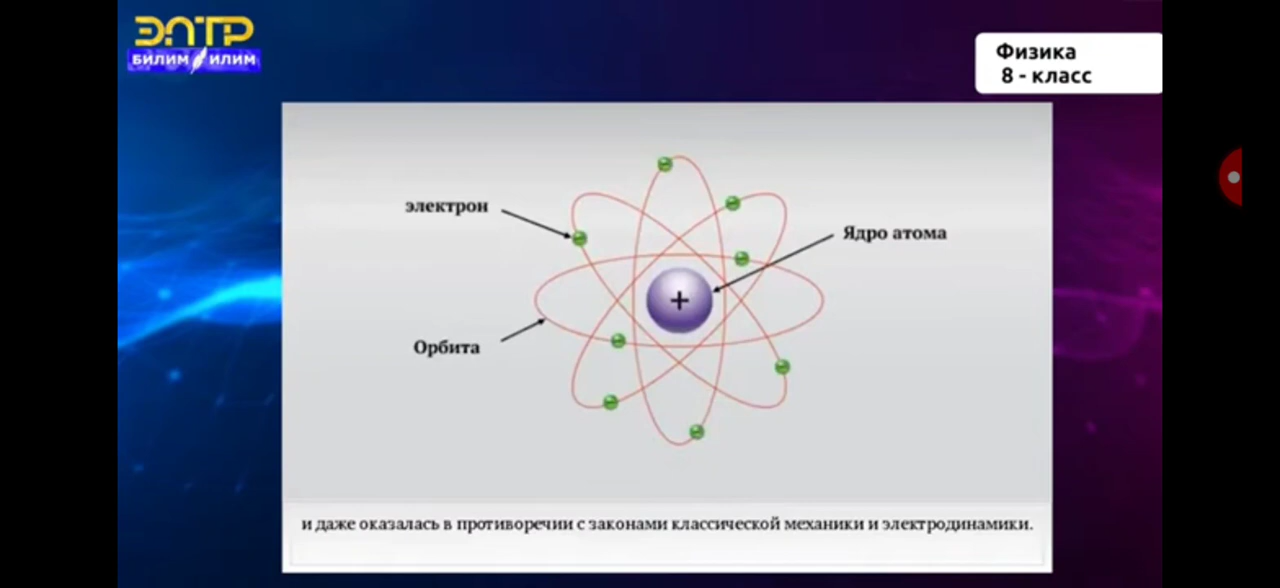 ЭЛТР
БИЛИМ ИЛИМ
Физика
8 - класс
электрон
Ядро атома
+
Орбита
и даже оказалась в противоречии с законами классической механики и электродинамики.